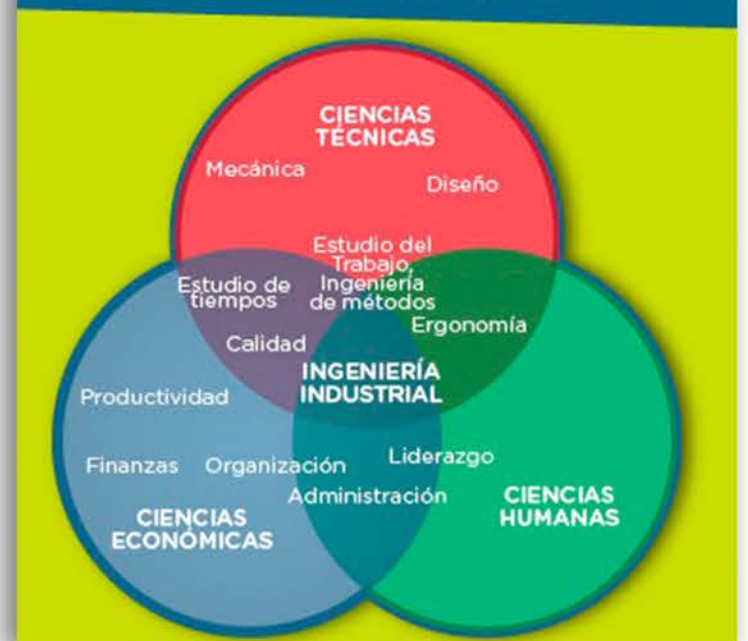 CIENCIAS
TÉCNICAS
Mecánica
Diseño
Estudio del
Trabajo,
Ingeniería
de métodos
Estudio de
tiempos
Ergonomía
Calidad
INGENIERÍA
INDUSTRIAL
Productividad
Liderazgo
Finanzas
Organización
Administración
CIENCIAS
HUMANAS
CIENCIAS
ECONÓMICAS